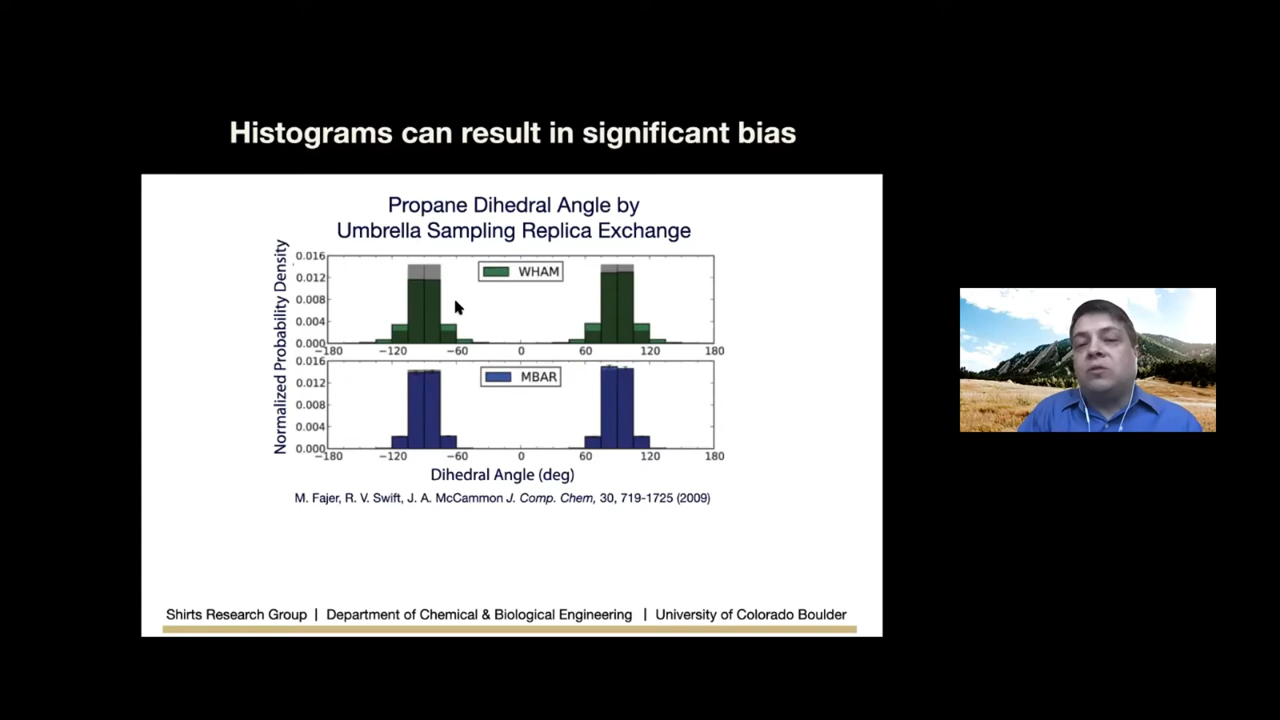 Histograms can result in significant bias
Propane Dihedral Angle by
Umbrella Sampling Replica Exchange
Normalized Probability Density
0.016
0.012
0.008
0.004
0.000
WHAM
−180 −120 −60 0 60 120 180
0.016
0.012
0.008
0.004
0.000
MBAR
−180 −120 −60 0 60 120 180
Dihedral Angle (deg)
M. Fajer, R. V. Swift, J. A. McCammon J. Comp. Chem, 30, 719-1725 (2009)
Shirts Research Group | Department of Chemical & Biological Engineering | University of Colorado Boulder